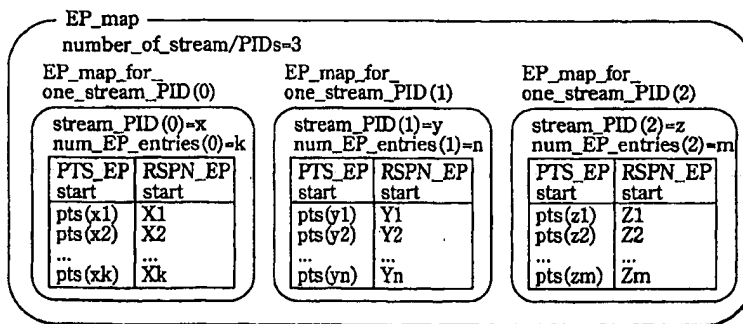 EP_map
number_of_stream/PIDs=3
EP_map_for_
one_stream_PID(0)
stream_PID(0)=x
num_EP_entries(0)=k
PTS_EP RSPN_EP
start start
pts(x1) X1
pts(x2) X2
... ...
pts(xk) Xk
EP_map_for_
one_stream_PID(1)
stream_PID(1)=y
num_EP_entries(1)=n
PTS_EP RSPN_EP
start start
pts(y1) Y1
pts(y2) Y2
... ...
pts(yn) Yn
EP_map_for_
one_stream_PID(2)
stream_PID(2)=z
num_EP_entries(2)=m
PTS_EP RSPN_EP
start start
pts(z1) Z1
pts(z2) Z2
... ...
pts(zm) Zm